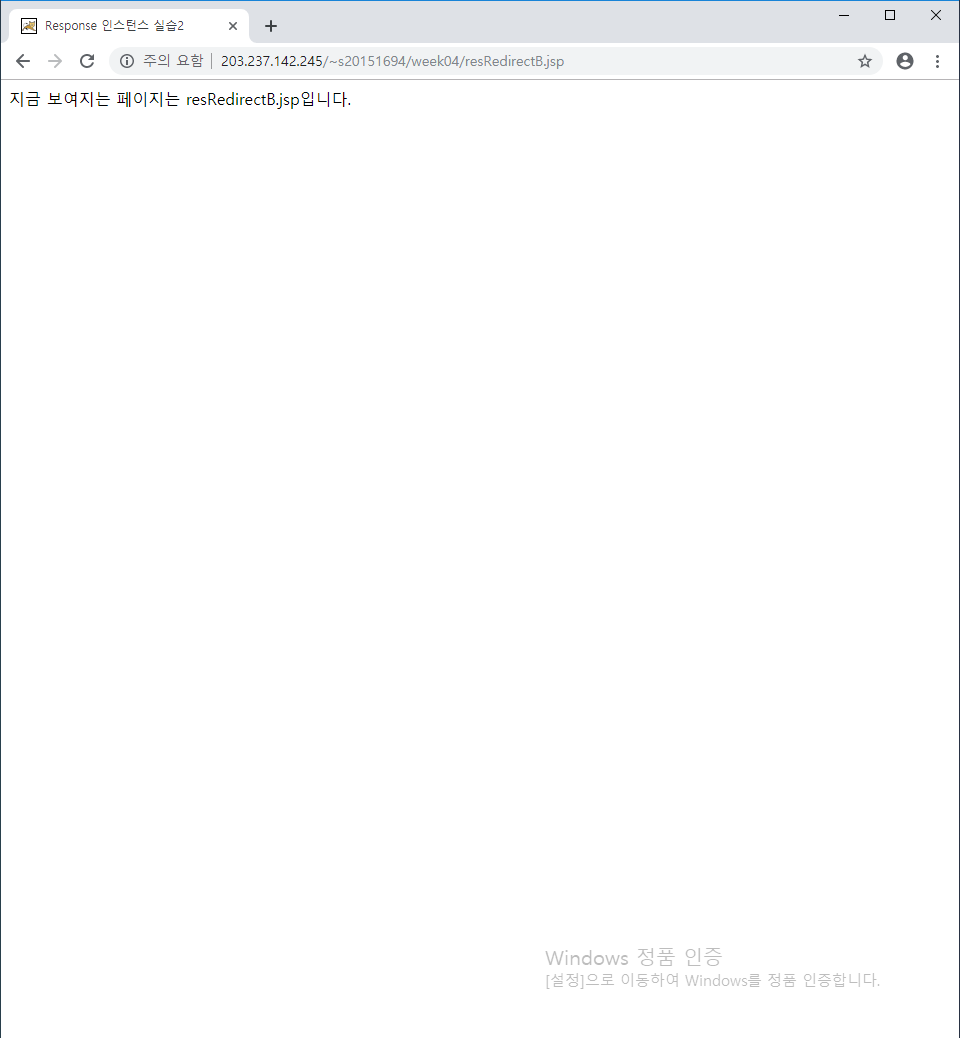 Response 인스턴스 실습2
주의 요함 | 203.237.142.245/~s20151694/week04/resRedirectB.jsp
지금 보여지는 페이지는 resRedirectB.jsp입니다.
Windows 정품 인증
[설정]으로 이동하여 Windows를 정품 인증합니다.